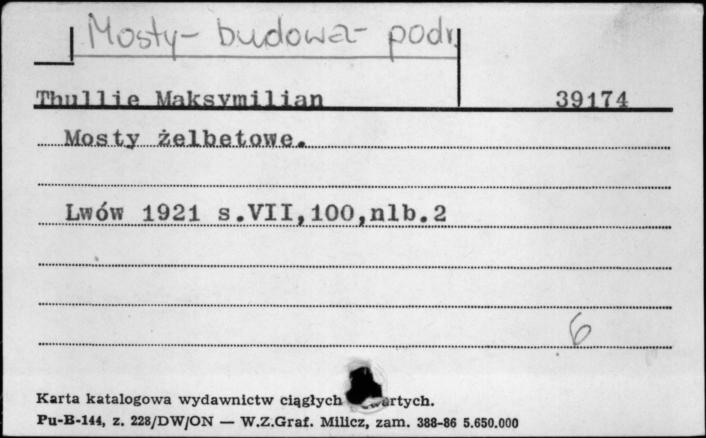 Mosty- budowa- podr.
Thullie Maksymilian 39174
Mosty żelbetowe.
Lwów 1921 s.VII,100,nlb.2
6
Karta katalogowa wydawnictw ciągłych
Pu-B-144, z. 228/DW/ON — W.Z.Graf. Milicz, zam. 388-86 5.650.000